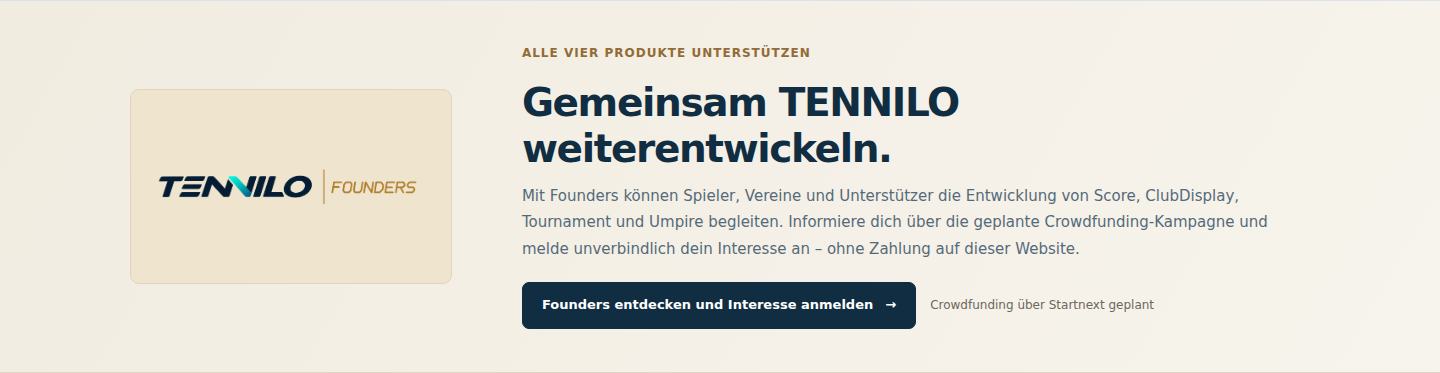 ALLE VIER PRODUKTE UNTERSTÜTZEN
TENNILO | FOUNDERS
Gemeinsam TENNILO
weiterentwickeln.
Mit Founders können Spieler, Vereine und Unterstützer die Entwicklung von Score, ClubDisplay,
Tournament und Umpire begleiten. Informiere dich über die geplante Crowdfunding-Kampagne und
melde unverbindlich dein Interesse an – ohne Zahlung auf dieser Website.
Founders entdecken und Interesse anmelden →
Crowdfunding über Startnext geplant